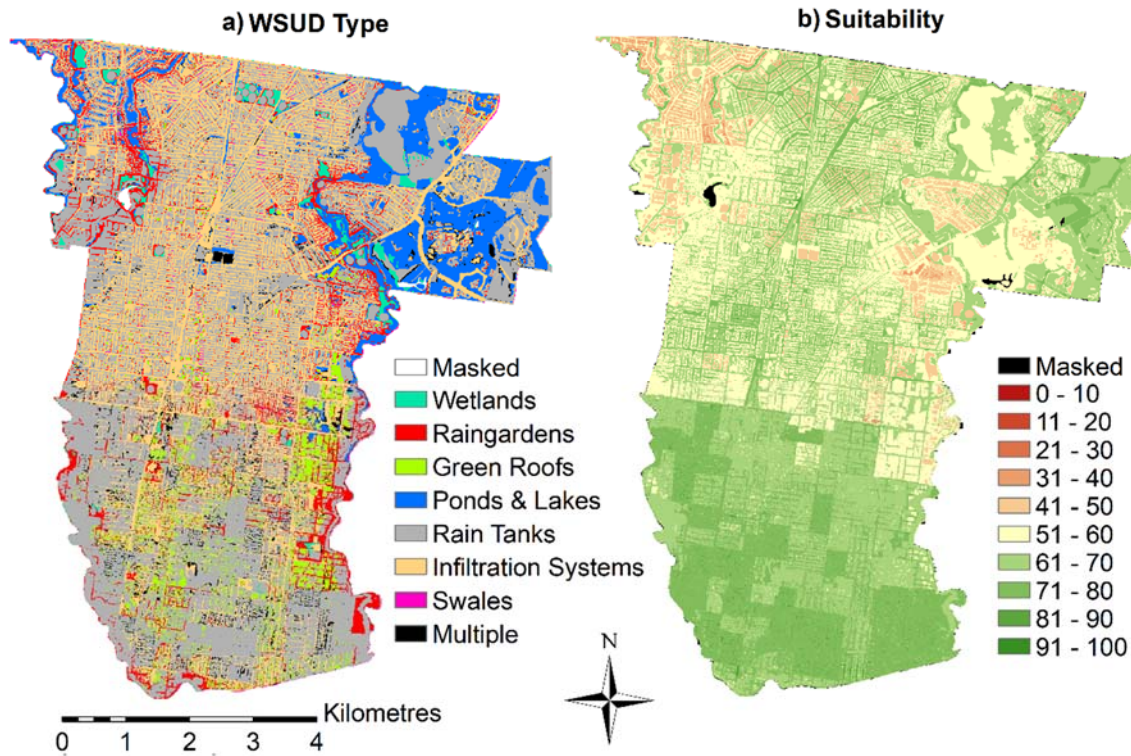 a) WSUD Type
Masked
Wetlands
Raingardens
Green Roofs
Ponds & Lakes
Rain Tanks
Infiltration Systems
Swales
Multiple
Kilometres
0 1 2 3 4
N
b) Suitability
Masked
0 - 10
11 - 20
21 - 30
31 - 40
41 - 50
51 - 60
61 - 70
71 - 80
81 - 90
91 - 100